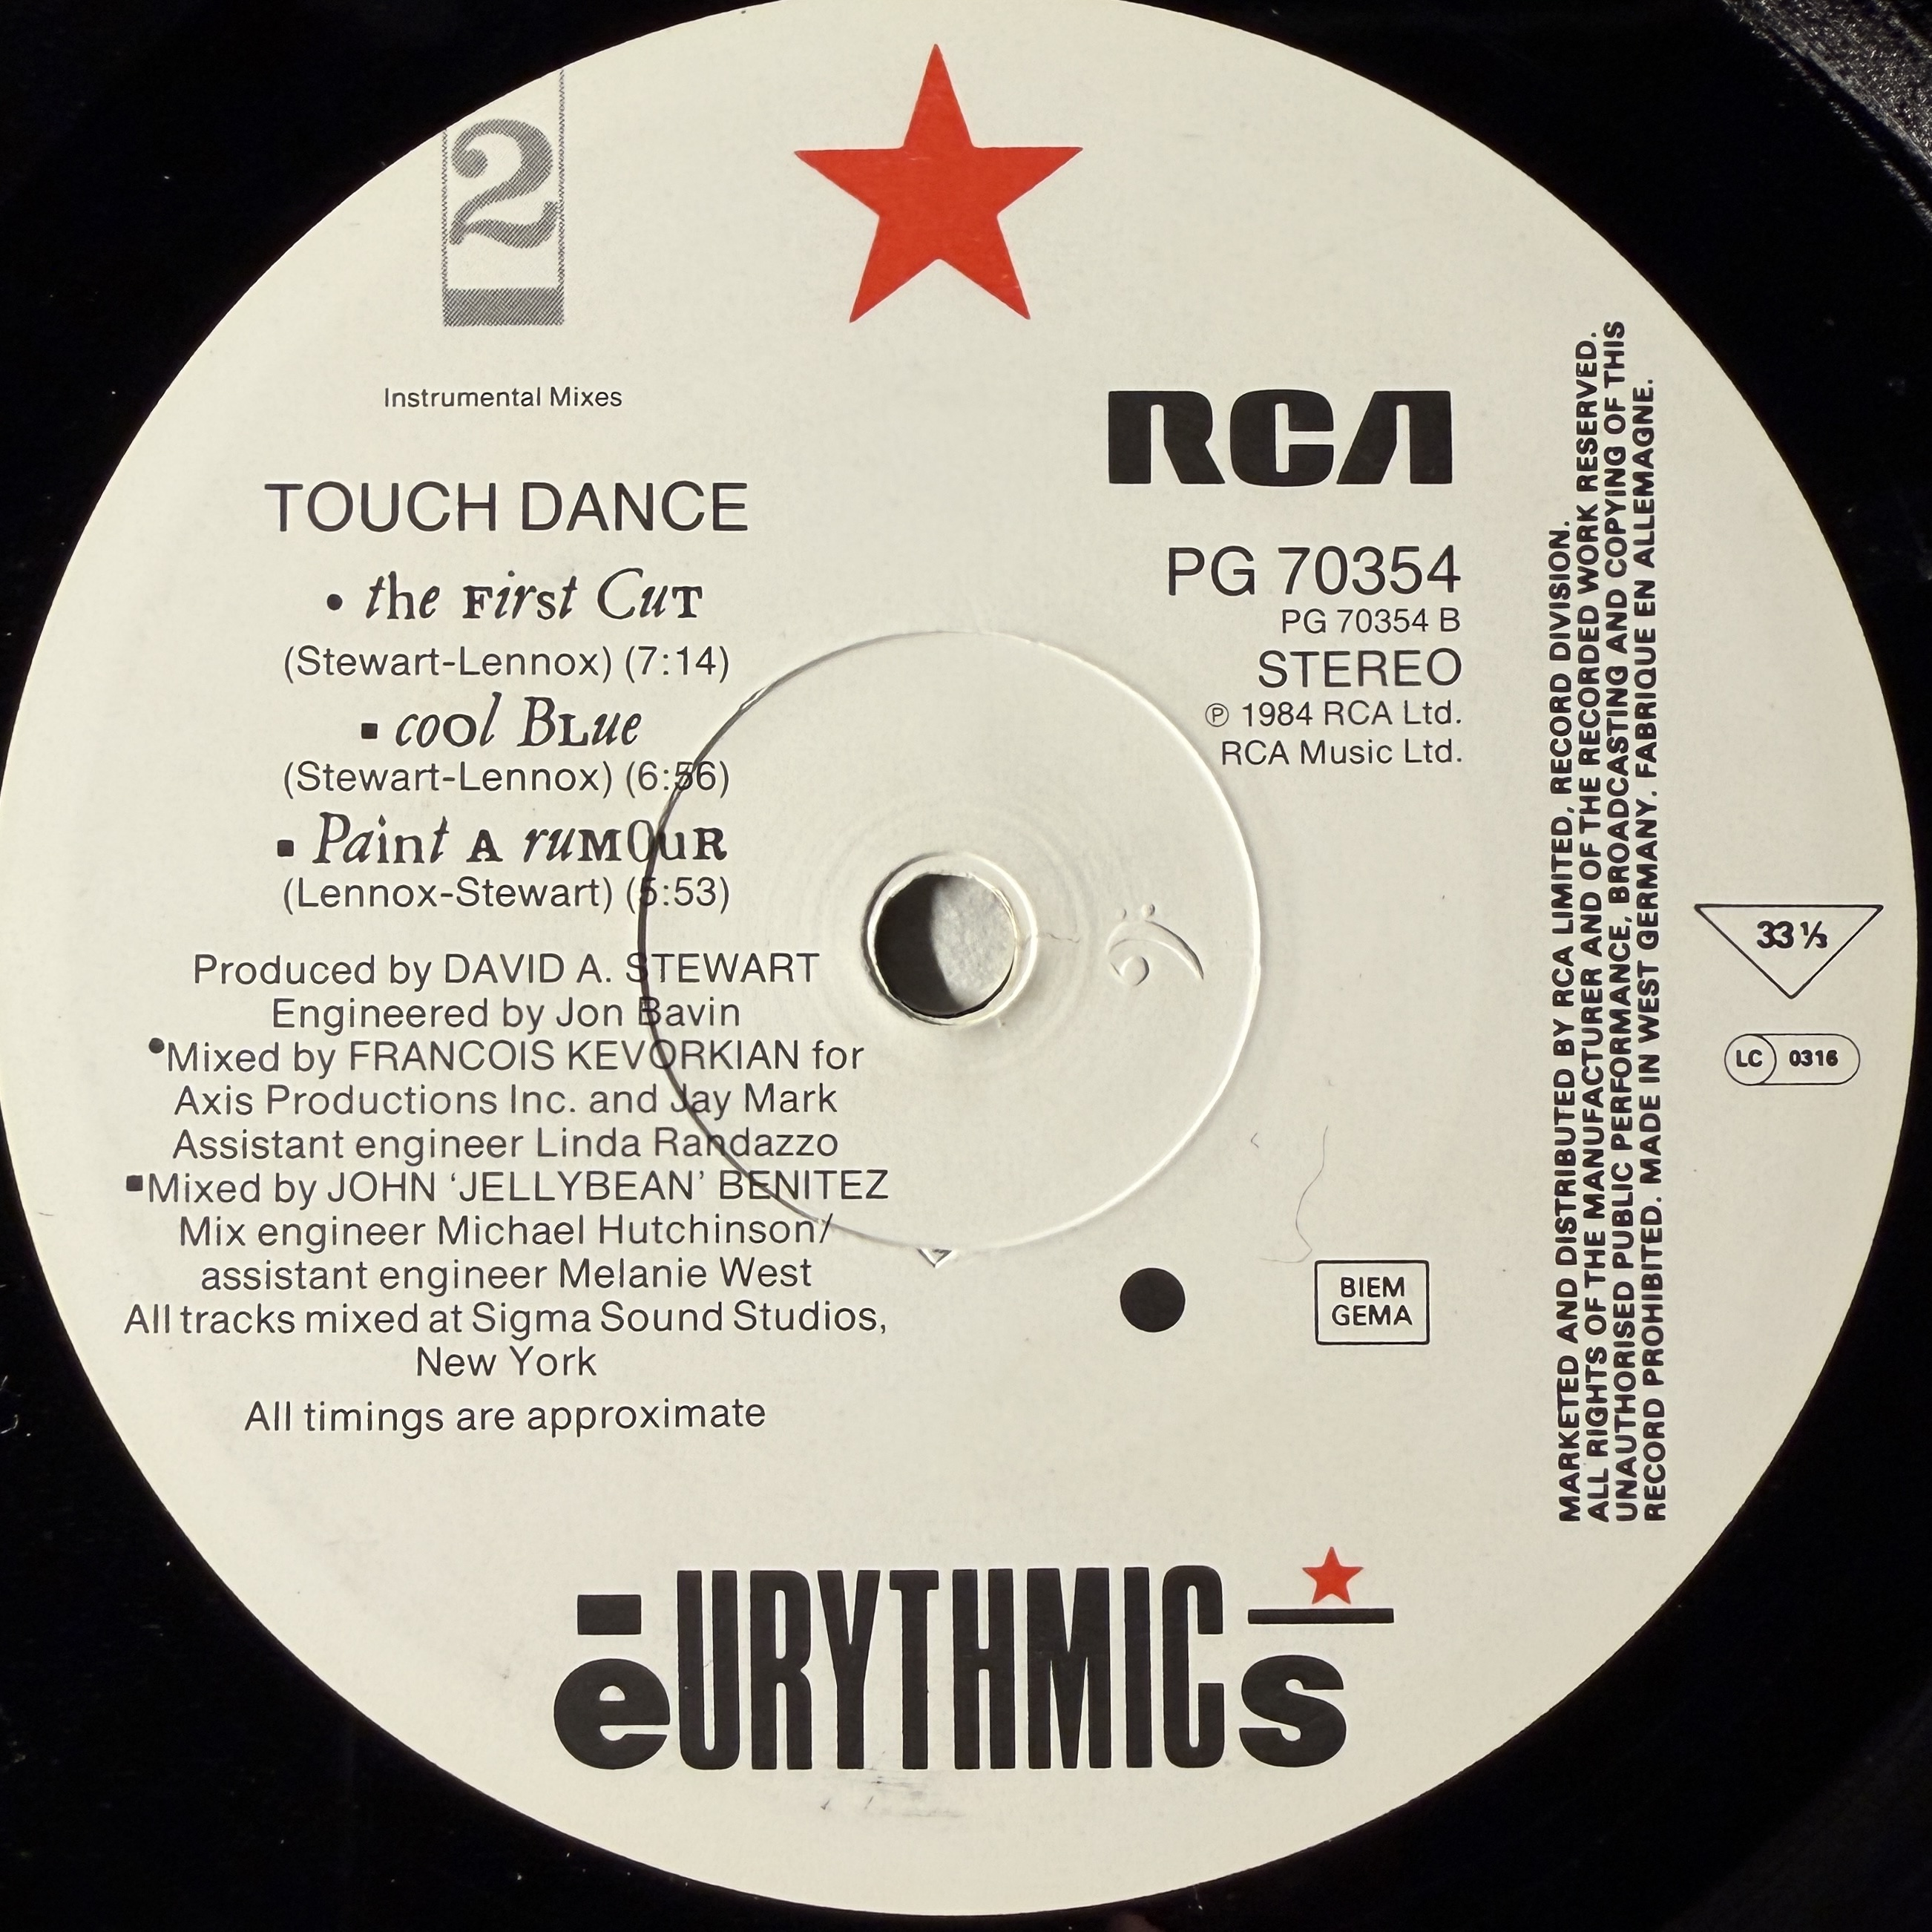 2
Instrumental Mixes
TOUCH DANCE
• the First Cut
(Stewart-Lennox) (7:14)
▪ cool Blue
(Stewart-Lennox) (6:56)
▪ Paint A rumOuR
(Lennox-Stewart) (5:53)
Produced by DAVID A. STEWART
Engineered by Jon Bavin
•Mixed by FRANCOIS KEVORKIAN for
Axis Productions Inc. and Jay Mark
Assistant engineer Linda Randazzo
▪Mixed by JOHN ‘JELLYBEAN’ BENITEZ
Mix engineer Michael Hutchinson/
assistant engineer Melanie West
All tracks mixed at Sigma Sound Studios,
New York
All timings are approximate
RCA
PG 70354
PG 70354 B
STEREO
℗ 1984 RCA Ltd.
RCA Music Ltd.
BIEM
GEMA
MARKETED AND DISTRIBUTED BY RCA LIMITED, RECORD DIVISION.
ALL RIGHTS OF THE MANUFACTURER AND OF THE RECORDED WORK RESERVED.
UNAUTHORISED PUBLIC PERFORMANCE, BROADCASTING AND COPYING OF THIS
RECORD PROHIBITED. MADE IN WEST GERMANY. FABRIQUE EN ALLEMAGNE.
33⅓
LC 0316
eURYTHMICs